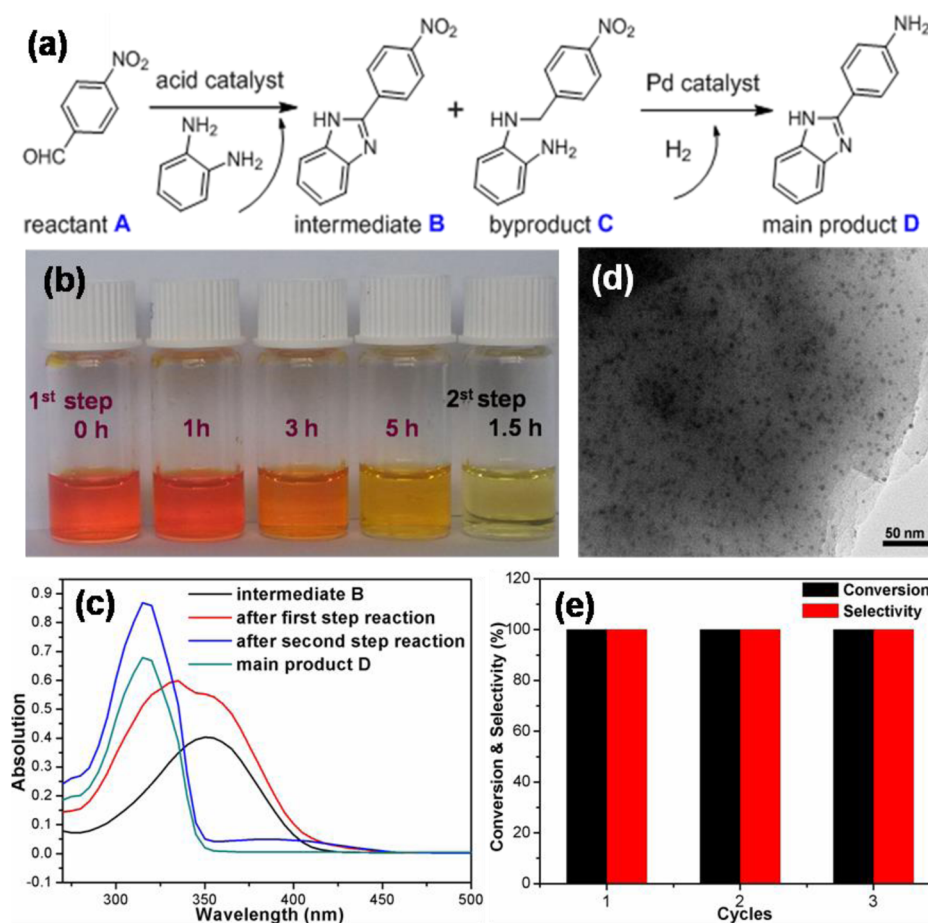 (a)
NO₂
OHC
reactant A
acid catalyst
NH₂
NH₂
NO₂
HN
N
intermediate B
+
NO₂
HN
NH₂
byproduct C
Pd catalyst
H₂
NH₂
HN
N
main product D
(b)
1st step
0 h
1h
3 h
5 h
2st step
1.5 h
(d)
50 nm
(c)
intermediate B
after first step reaction
after second step reaction
main product D
Absolution
0.9
0.8
0.7
0.6
0.5
0.4
0.3
0.2
0.1
0.0
-0.1
300
350
400
450
500
Wavelength (nm)
(e)
Conversion
Selectivity
Conversion & Selectivity (%)
120
100
80
60
40
20
0
1
2
3
Cycles